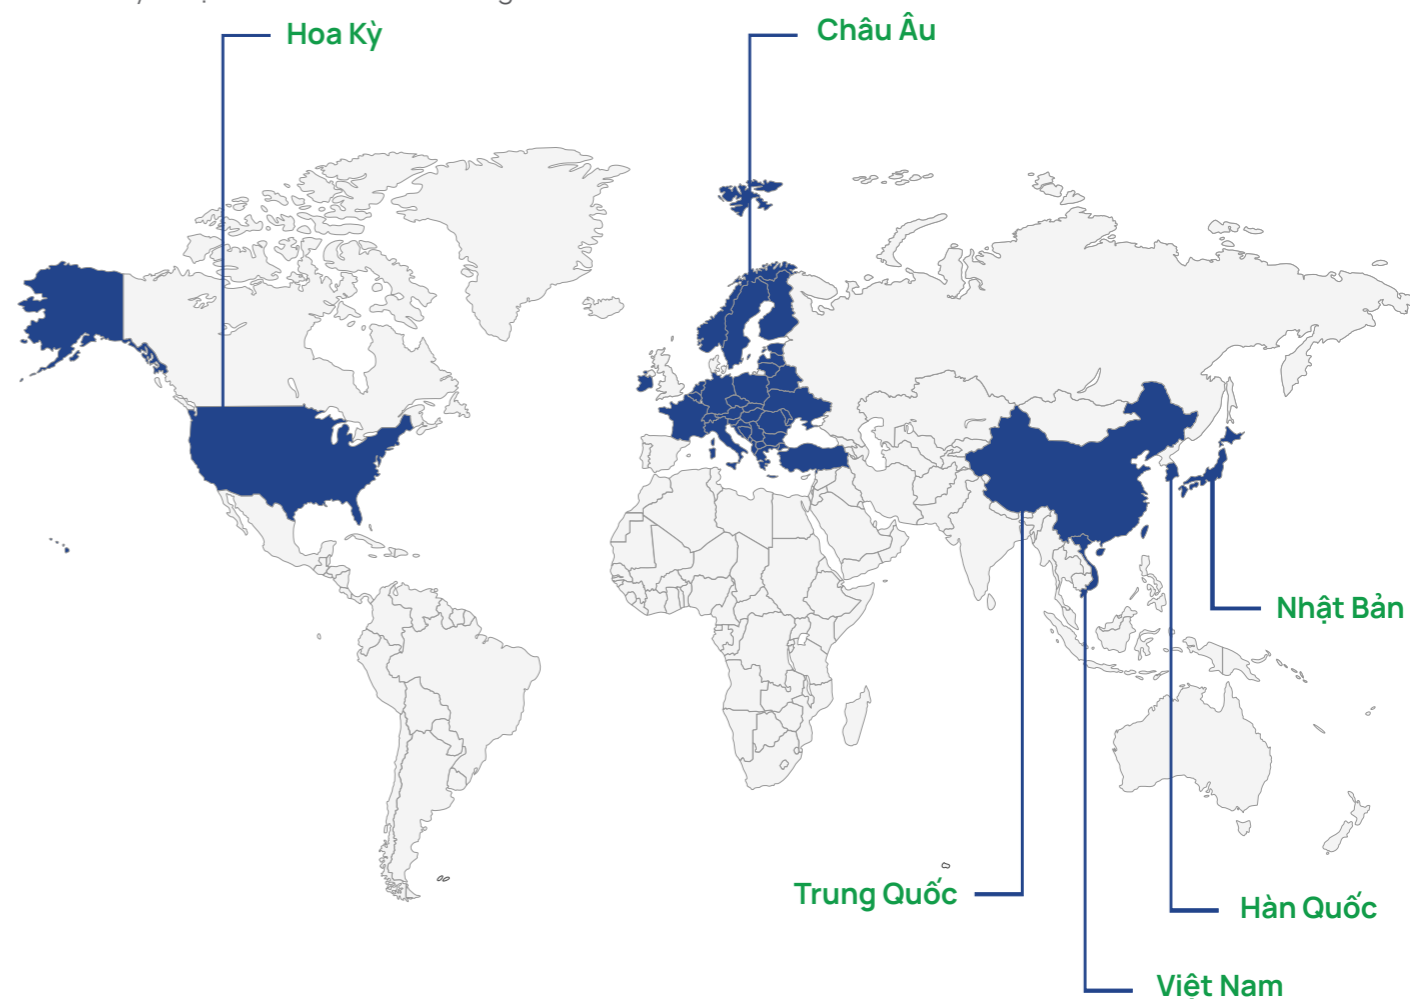 Hoa Kỳ
Châu Âu
Nhật Bản
Trung Quốc
Hàn Quốc
Việt Nam